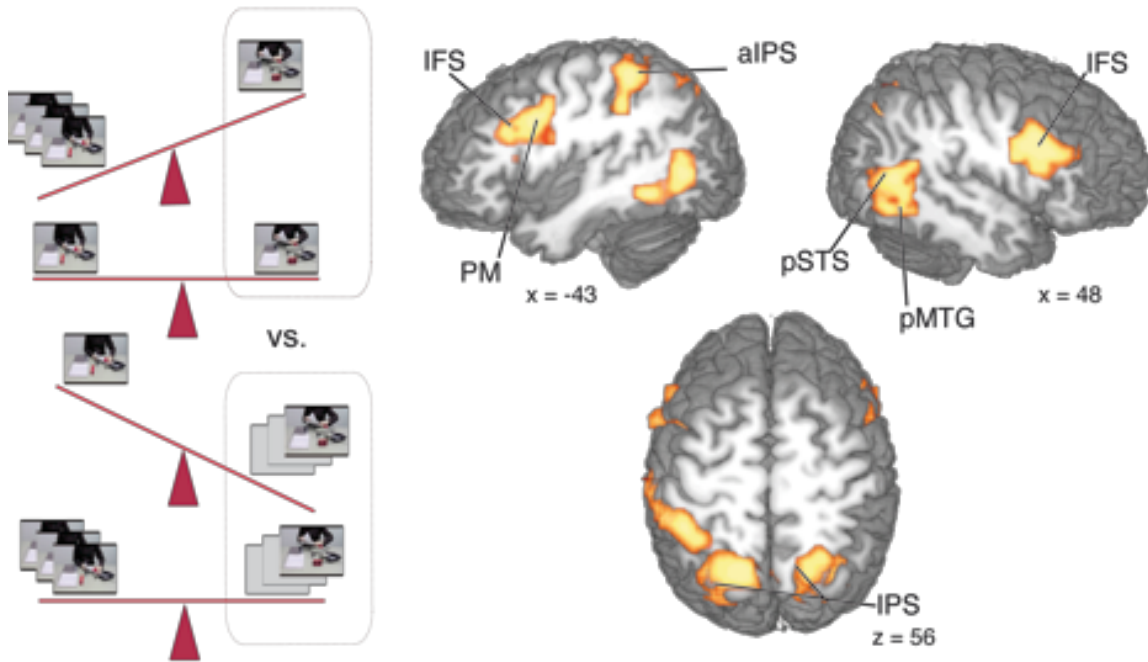 vs.
IFS
aIPS
PM
x = -43
IFS
pSTS
pMTG
x = 48
IPS
z = 56